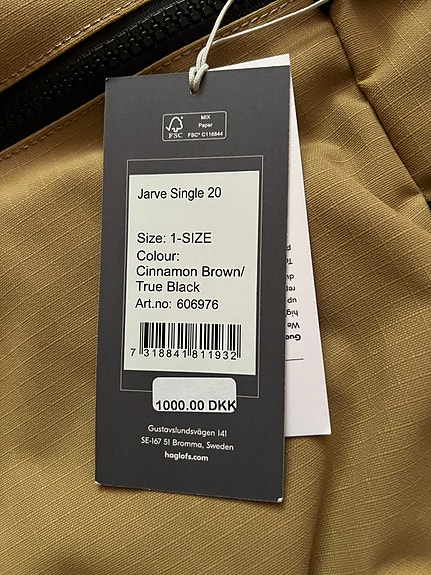 MIX
Paper
FSC
FSC® C116844
Jarve Single 20
Size: 1-SIZE
Colour:
Cinnamon Brown/
True Black
Art.no: 606976
7 318841 811932
1000.00 DKK
Gustavslundsvägen 141
SE-167 51 Bromma, Sweden
haglofs.com